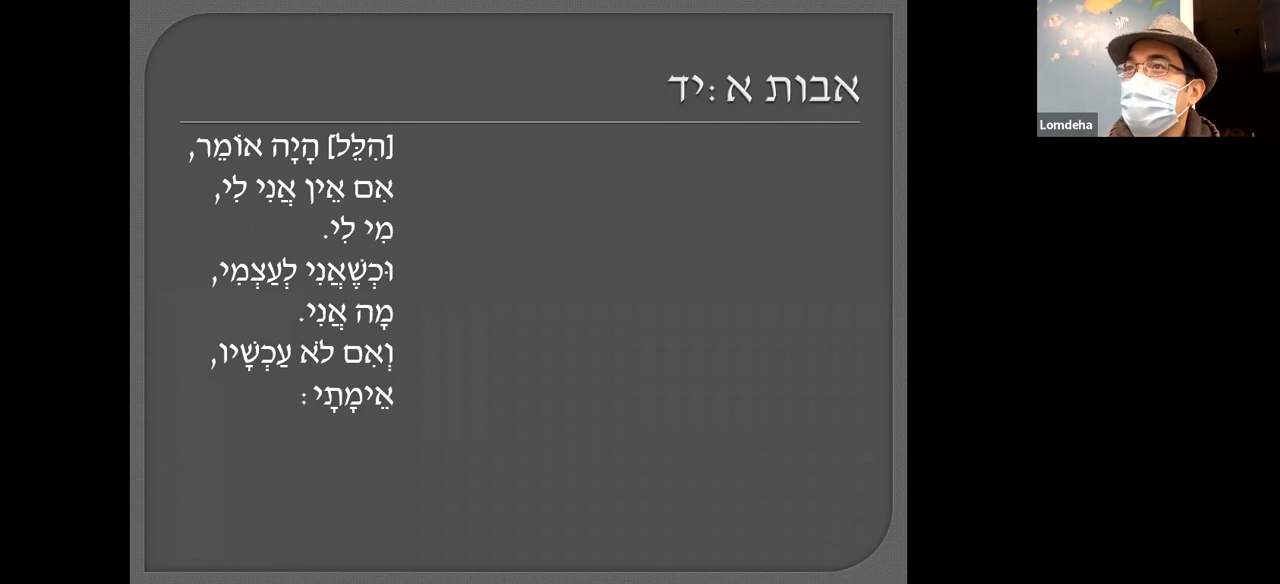 אבות א:יד
[הִלֵּל] הָיָה אוֹמֵר,
אִם אֵין אֲנִי לִי,
מִי לִי.
וּכְשֶׁאֲנִי לְעַצְמִי,
מָה אֲנִי.
וְאִם לֹא עַכְשָׁיו,
אֵימָתָי:
Lomdeha